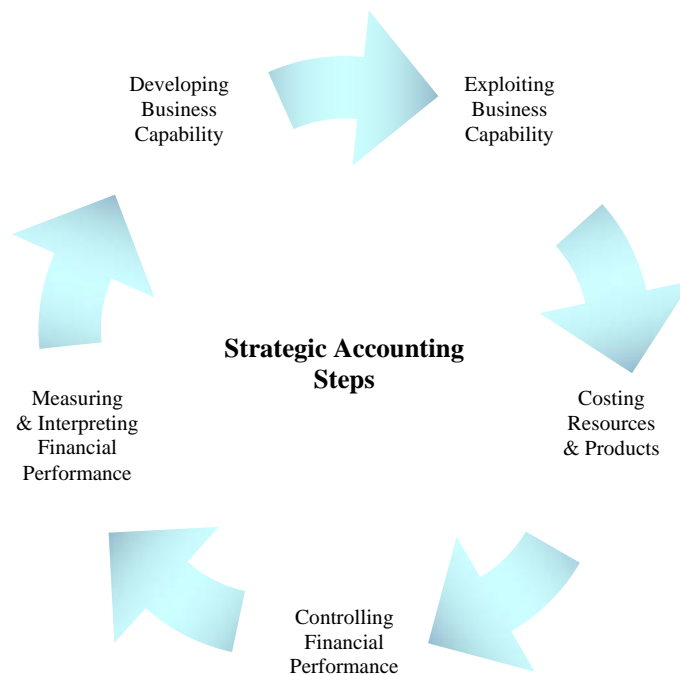 Developing
Business
Capability
Exploiting
Business
Capability
Strategic Accounting
Steps
Measuring
& Interpreting
Financial
Performance
Costing
Resources
& Products
Controlling
Financial
Performance